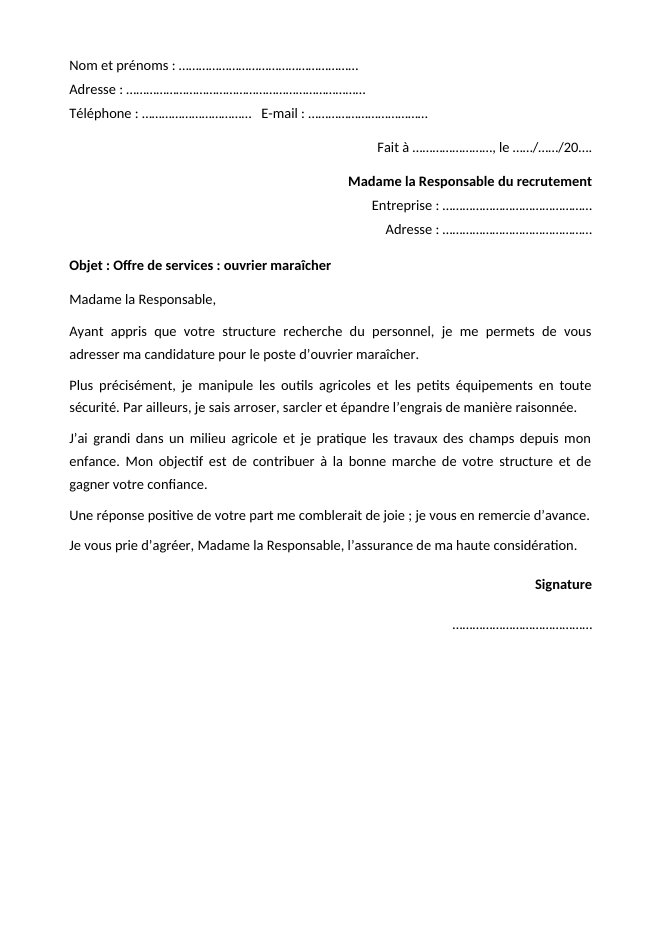 Nom et prénoms : ……………………………………………….
Adresse : ………………………………………………………………
Téléphone : …………………………… E-mail : ………………………………
Fait à ……………………, le ……/……/20….
Madame la Responsable du recrutement
Entreprise : ………………………………………
Adresse : ………………………………………
Objet : Offre de services : ouvrier maraîcher
Madame la Responsable,
Ayant appris que votre structure recherche du personnel, je me permets de vous
adresser ma candidature pour le poste d’ouvrier maraîcher.
Plus précisément, je manipule les outils agricoles et les petits équipements en toute
sécurité. Par ailleurs, je sais arroser, sarcler et épandre l’engrais de manière raisonnée.
J’ai grandi dans un milieu agricole et je pratique les travaux des champs depuis mon
enfance. Mon objectif est de contribuer à la bonne marche de votre structure et de
gagner votre confiance.
Une réponse positive de votre part me comblerait de joie ; je vous en remercie d’avance.
Je vous prie d’agréer, Madame la Responsable, l’assurance de ma haute considération.
Signature
……………………………………